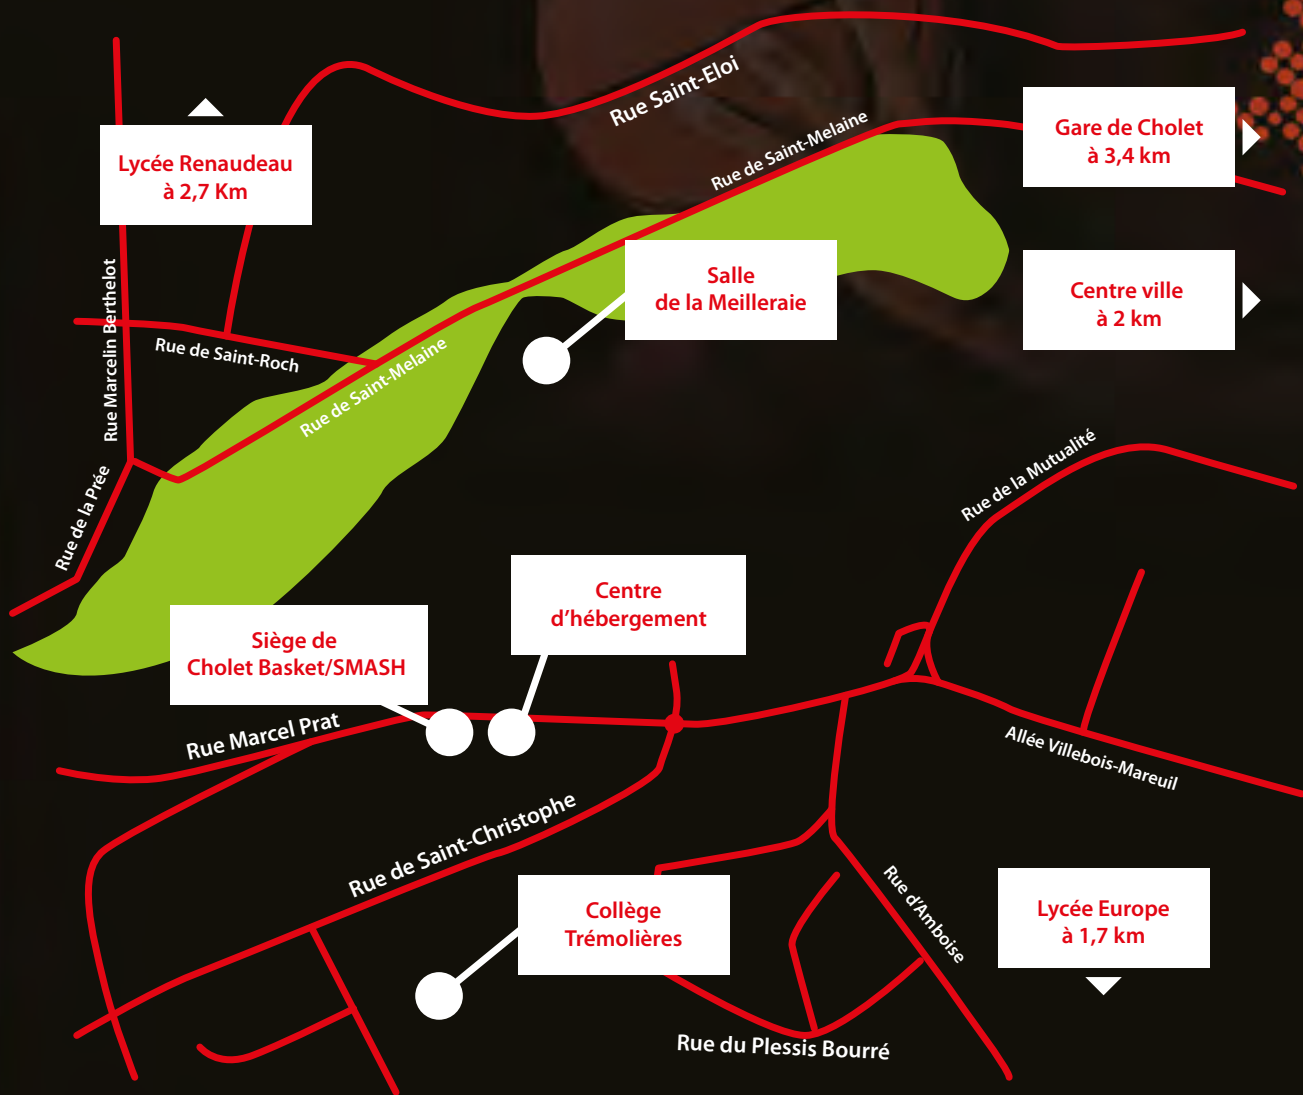 Rue Saint-Eloi
Rue de Saint-Melaine
Gare de Cholet
à 3,4 km
Lycée Renaudeau
à 2,7 Km
Salle
de la Meilleraie
Centre ville
à 2 km
Rue Marcelin Berthelot
Rue de Saint-Roch
Rue de Saint-Melaine
Rue de la Prée
Rue de la Mutualité
Centre
d’hébergement
Siège de
Cholet Basket/SMASH
Rue Marcel Prat
Allée Villebois-Mareuil
Rue de Saint-Christophe
Rue d’Amboise
Collège
Trémolières
Lycée Europe
à 1,7 km
Rue du Plessis Bourré